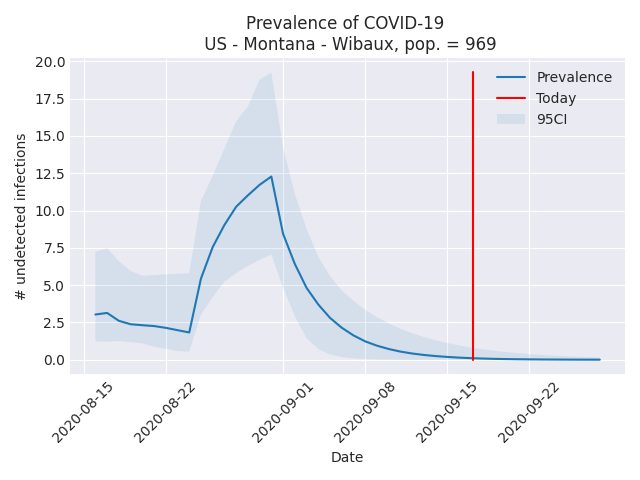 Prevalence of COVID-19
US - Montana - Wibaux, pop. = 969
20.0
17.5
15.0
12.5
10.0
7.5
5.0
2.5
0.0
# undetected infections
Prevalence
Today
95CI
2020-08-15
2020-08-22
2020-09-01
2020-09-08
2020-09-15
2020-09-22
Date